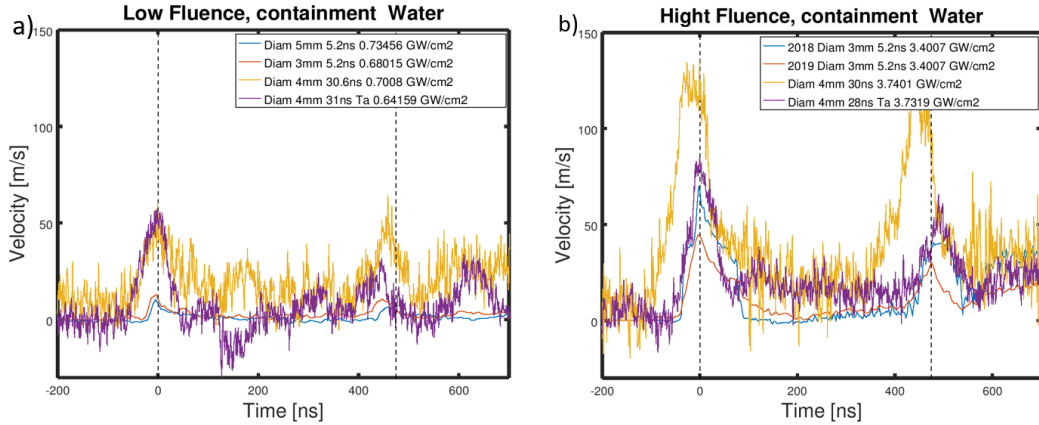 a)
Low Fluence, containment Water
Diam 5mm 5.2ns 0.73456 GW/cm2
Diam 3mm 5.2ns 0.68015 GW/cm2
Diam 4mm 30.6ns 0.7008 GW/cm2
Diam 4mm 31ns Ta 0.64159 GW/cm2
150
100
50
0
Velocity [m/s]
-200
0
200
400
600
Time [ns]
b)
Hight Fluence, containment Water
2018 Diam 3mm 5.2ns 3.4007 GW/cm2
2019 Diam 3mm 5.2ns 3.4007 GW/cm2
Diam 4mm 30ns 3.7401 GW/cm2
Diam 4mm 28ns Ta 3.7319 GW/cm2
150
100
50
0
Velocity [m/s]
-200
0
200
400
600
Time [ns]